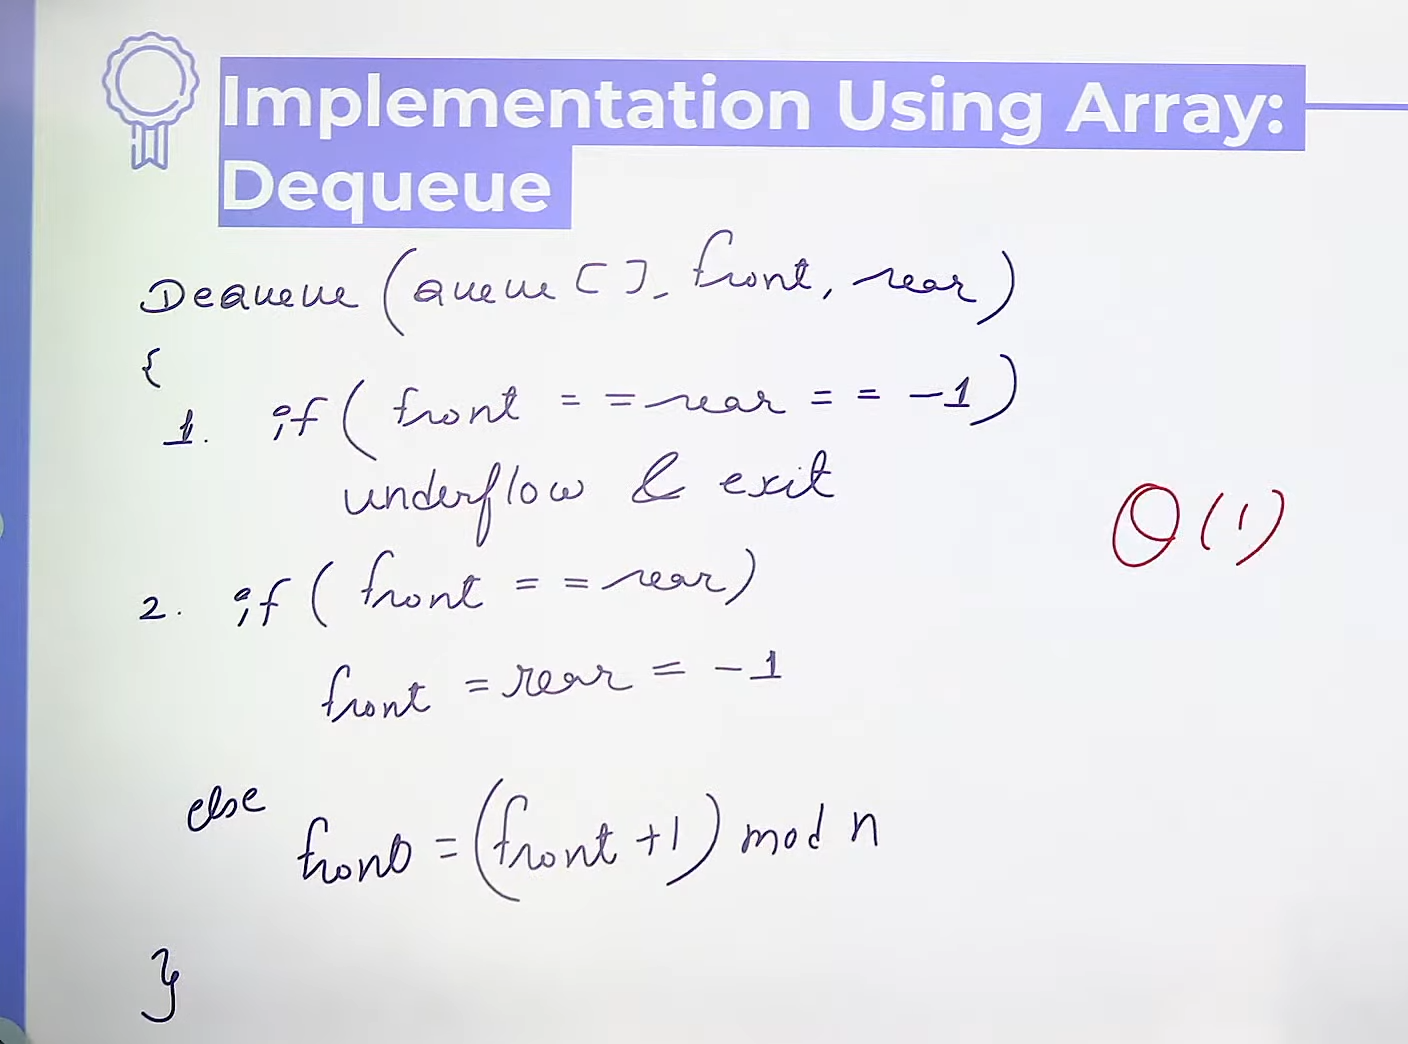 Implementation Using Array:
Dequeue
Dequeue (queue [], front, rear)
{
1. if ( front == rear == -1)
underflow & exit
θ(1)
2. if ( front == rear)
front = rear = -1
else
front = (front +1) mod n
}